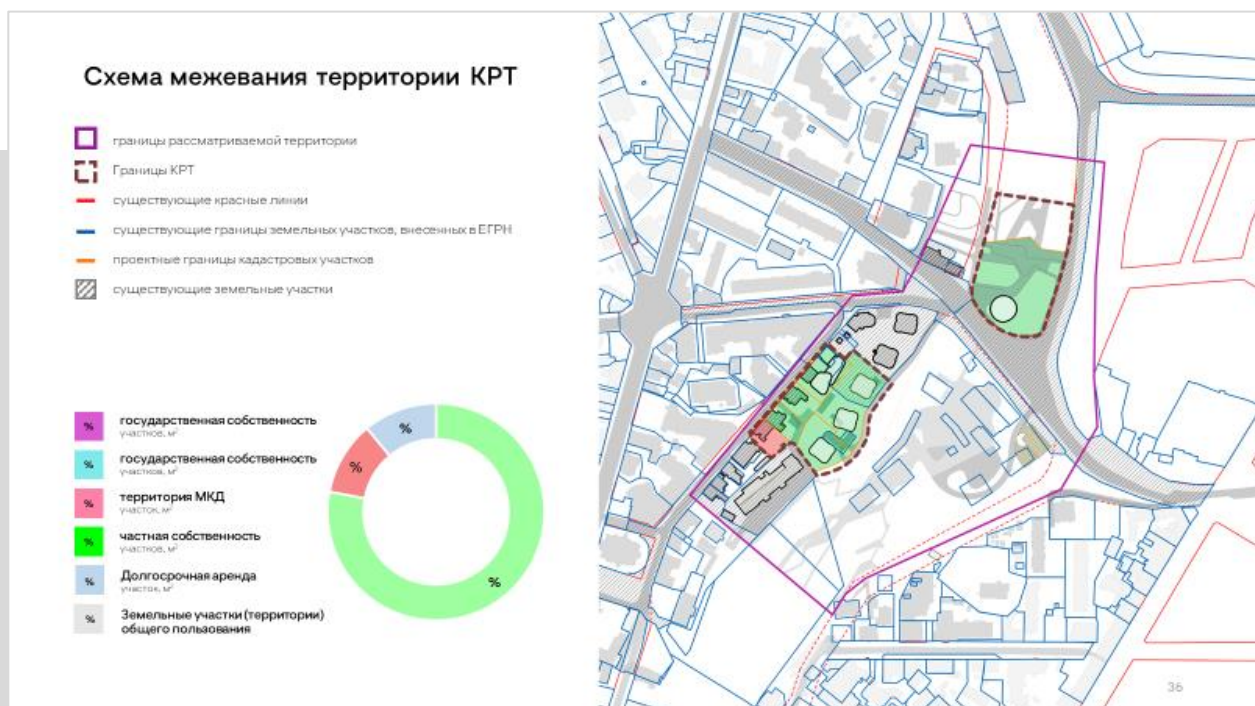 Схема межевания территории КРТ
границы рассматриваемой территории
Границы КРТ
существующие красные линии
существующие границы земельных участков, внесенных в ЕГРН
проектные границы кадастровых участков
существующие земельные участки
% государственная собственность
участков, м²
% государственная собственность
участков, м²
% территория МКД
участок, м²
% частная собственность
участков, м²
% Долгосрочная аренда
участок, м²
% Земельные участки (территории)
общего пользования
%
%
%
36